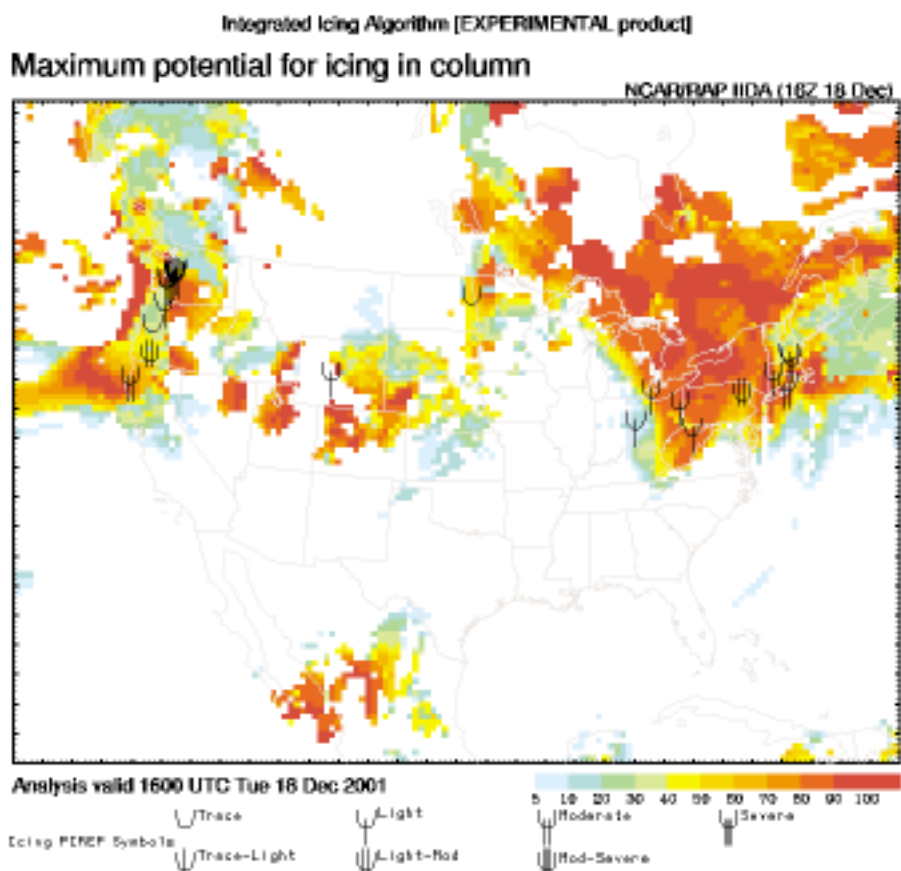 Integrated Icing Algorithm [EXPERIMENTAL product]
Maximum potential for icing in column
NCAR/RAP IIDA (16Z 18 Dec)
Analysis valid 1600 UTC Tue 18 Dec 2001
5 10 20 30 40 50 60 70 80 90 100
Trace Light Moderate Severe
Icing PIREP Symbols
Trace-Light Light-Mod Mod-Severe